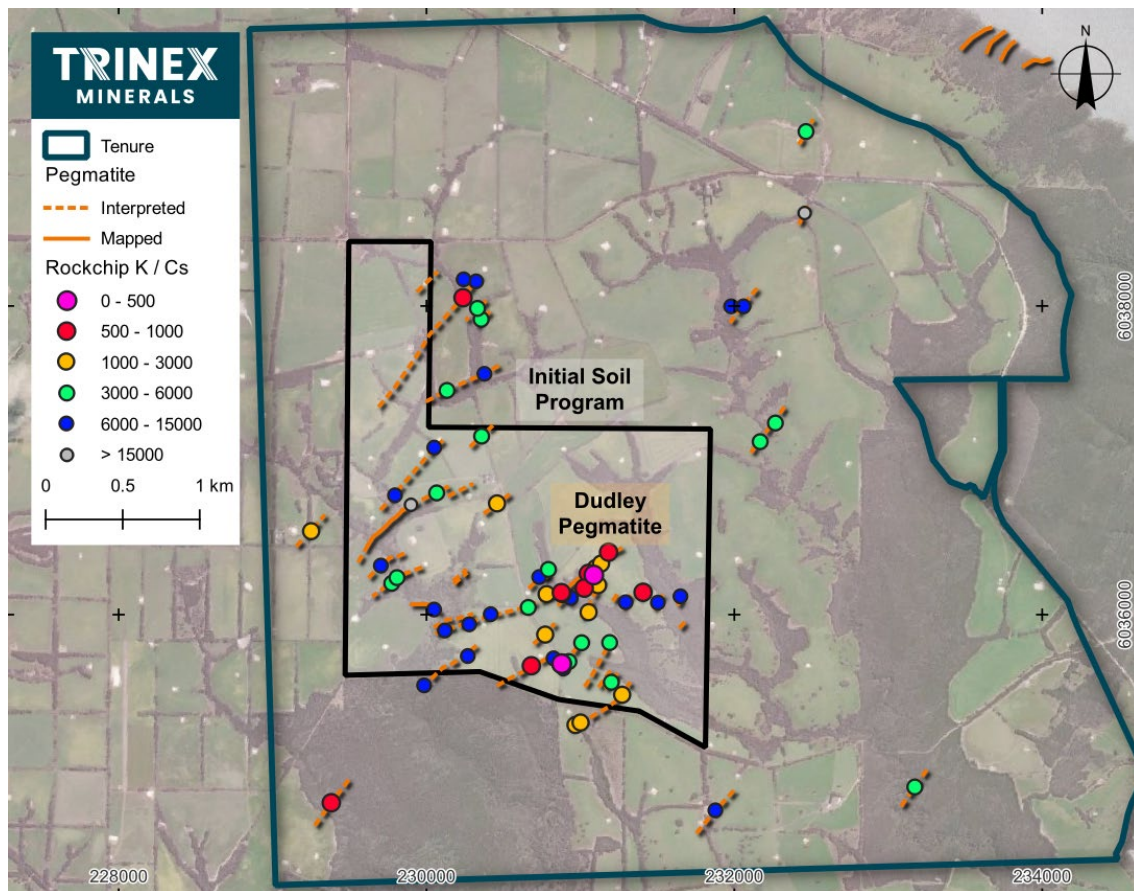 TRINEX
MINERALS
Tenure
Pegmatite
Interpreted
Mapped
Rockchip K / Cs
0 - 500
500 - 1000
1000 - 3000
3000 - 6000
6000 - 15000
> 15000
0 0.5 1 km
N
6038000
Initial Soil
Program
Dudley
Pegmatite
6036000
228000 230000 232000 234000